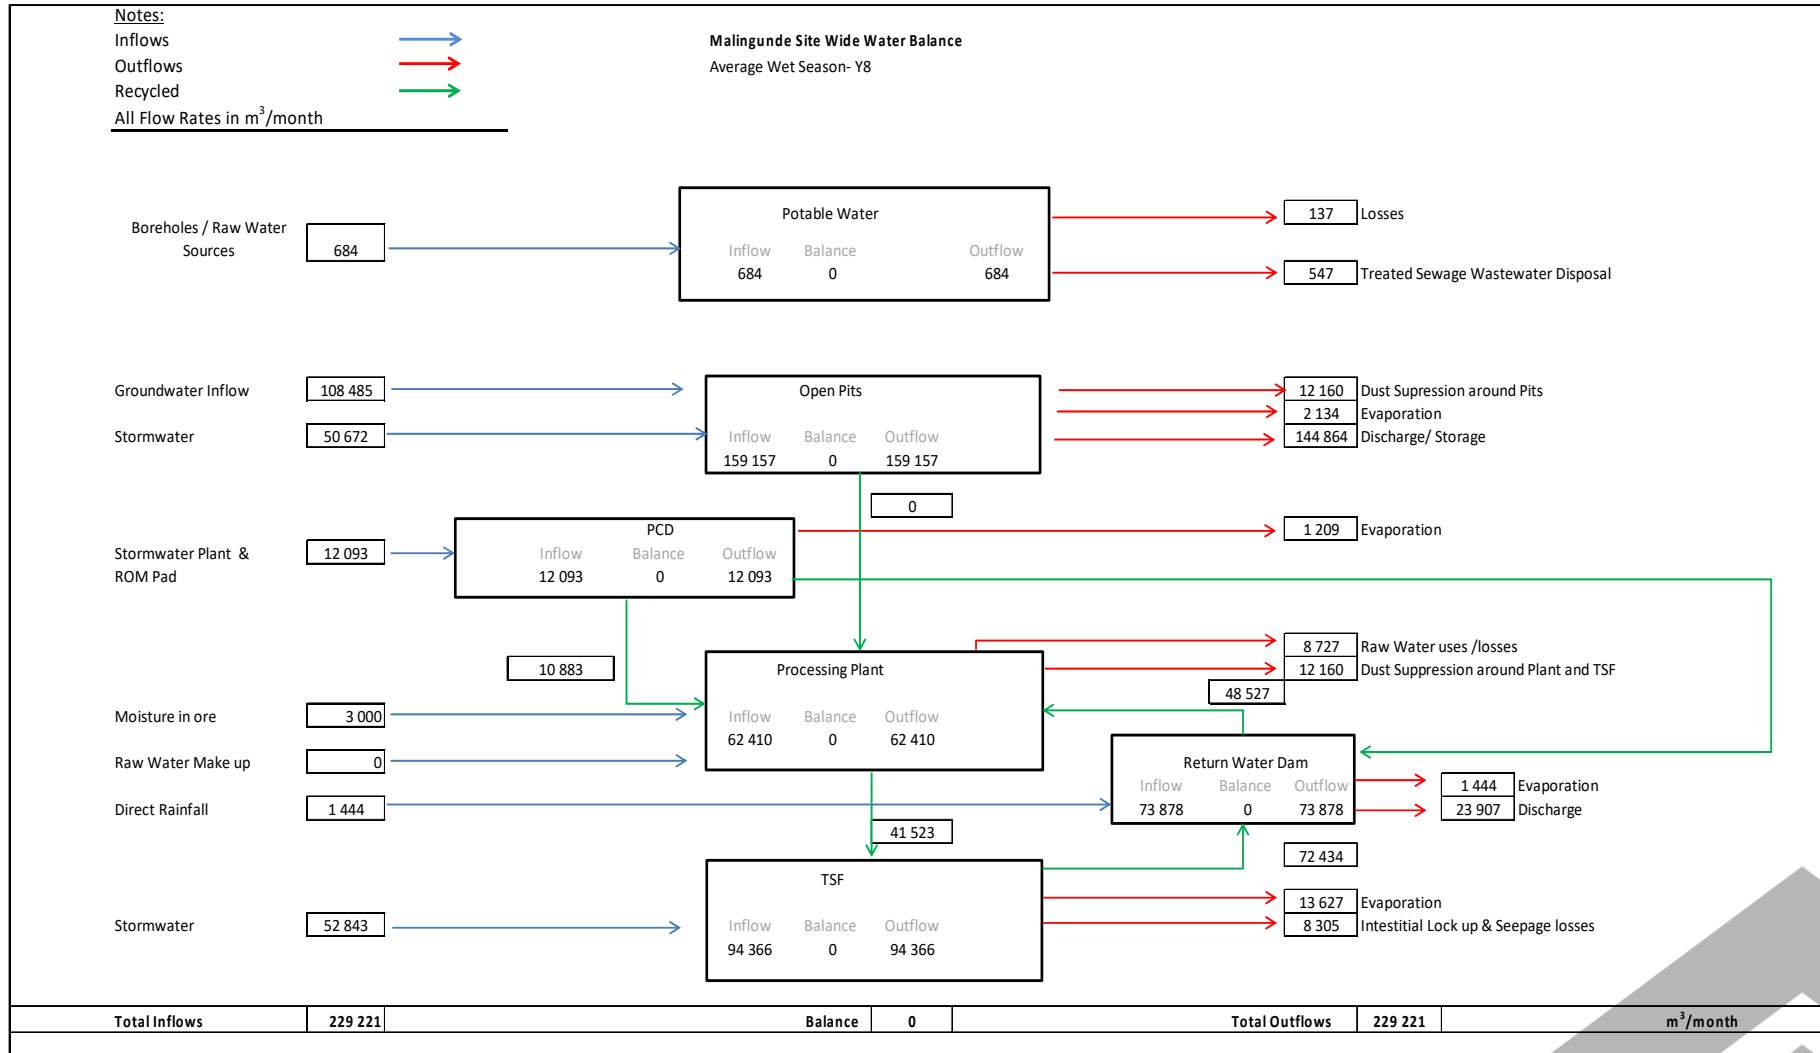 Notes:
Inflows
Outflows
Recycled
All Flow Rates in m³/month
Malingunde Site Wide Water Balance
Average Wet Season- Y8
Boreholes / Raw Water
Sources
684
Potable Water
Inflow Balance Outflow
684 0 684
137 Losses
547 Treated Sewage Wastewater Disposal
Groundwater Inflow 108 485
Stormwater 50 672
Open Pits
Inflow Balance Outflow
159 157 0 159 157
12 160 Dust Supression around Pits
2 134 Evaporation
144 864 Discharge/ Storage
0
Stormwater Plant &
ROM Pad
12 093
PCD
Inflow Balance Outflow
12 093 0 12 093
1 209 Evaporation
10 883
Processing Plant
Inflow Balance Outflow
62 410 0 62 410
8 727 Raw Water uses /losses
12 160 Dust Suppression around Plant and TSF
48 527
Moisture in ore 3 000
Raw Water Make up 0
Direct Rainfall 1 444
Return Water Dam
Inflow Balance Outflow
73 878 0 73 878
1 444 Evaporation
23 907 Discharge
41 523
72 434
TSF
Inflow Balance Outflow
94 366 0 94 366
13 627 Evaporation
8 305 Intestitial Lock up & Seepage losses
Stormwater 52 843
Total Inflows 229 221 Balance 0 Total Outflows 229 221 m³/month